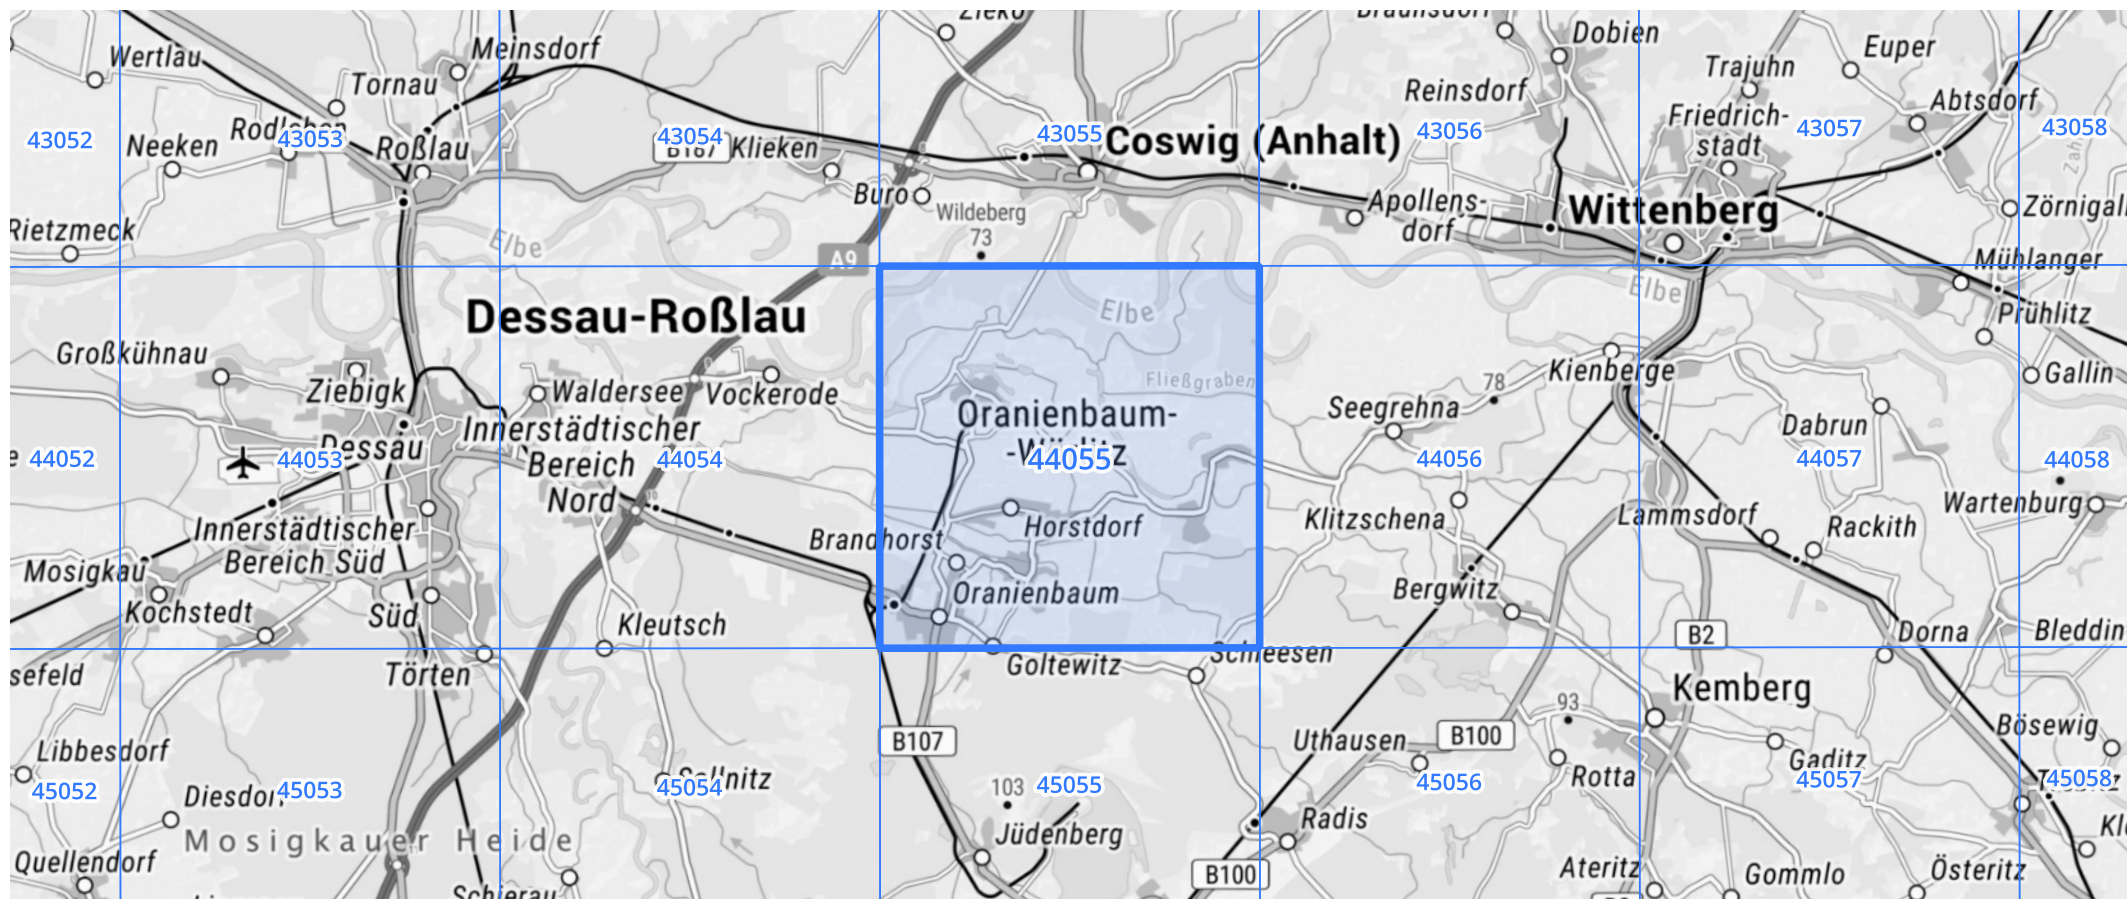 Zieko
Dobien
Meinsdorf
Euper
Wertlau
Trajuhn
Tornau
Reinsdorf
Abtsdorf
Friedrich-
stadt
43052
43053
43054
43055
43056
43057
43058
Neeken
Roßlau
Klieken
Coswig (Anhalt)
Buro
Wildeberg
73
Apollens-
dorf
Wittenberg
Rietzmeck
Elbe
A9
Mühlanger
Elbe
Elbe
Dessau-Roßlau
Prühlitz
Großkühnau
Ziebigk
Waldersee
Vockerode
Fließgraben
Kienberge
78
Gallin
Seegrehna
Dabrun
Oranienbaum-
Innerstädtischer
Bereich
Nord
Dessau
44052
44053
44054
44055
44056
44057
44058
Wartenburg
Innerstädtischer
Bereich Süd
Brandhorst
Horstdorf
Klitzschena
Lammsdorf
Rackith
Mosigkau
Kochstedt
Süd
Oranienbaum
Bergwitz
Kleutsch
B2
Dorna
Bleddin
sefeld
Törten
Goltewitz
Schleesen
Kemberg
93
B107
B100
Libbesdorf
Uthausen
Bösewig
Gaditz
Rotta
45052
45053
45054
45055
45056
45057
45058
103
Jüdenberg
Radis
Mosigkauer Heide
Quellendorf
B100
Ateritz
Gommlo
Österitz